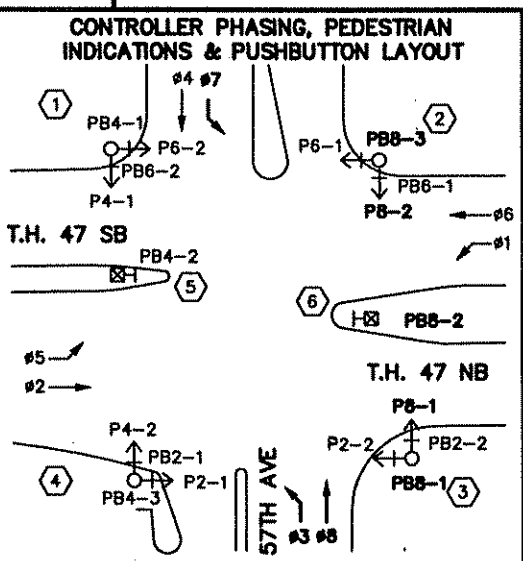 CONTROLLER PHASING, PEDESTRIAN
INDICATIONS & PUSHBUTTON LAYOUT
ø4 ø7
1
2
PB4-1
P6-2
PB6-2
P4-1
P6-1
PB8-3
PB6-1
P8-2
ø6
ø1
T.H. 47 SB
PB4-2
5
6
PB8-2
ø5
ø2
T.H. 47 NB
P8-1
P4-2
PB2-1
P2-1
PB4-3
4
P2-2
PB2-2
PB8-1
3
57TH AVE
ø3 ø8